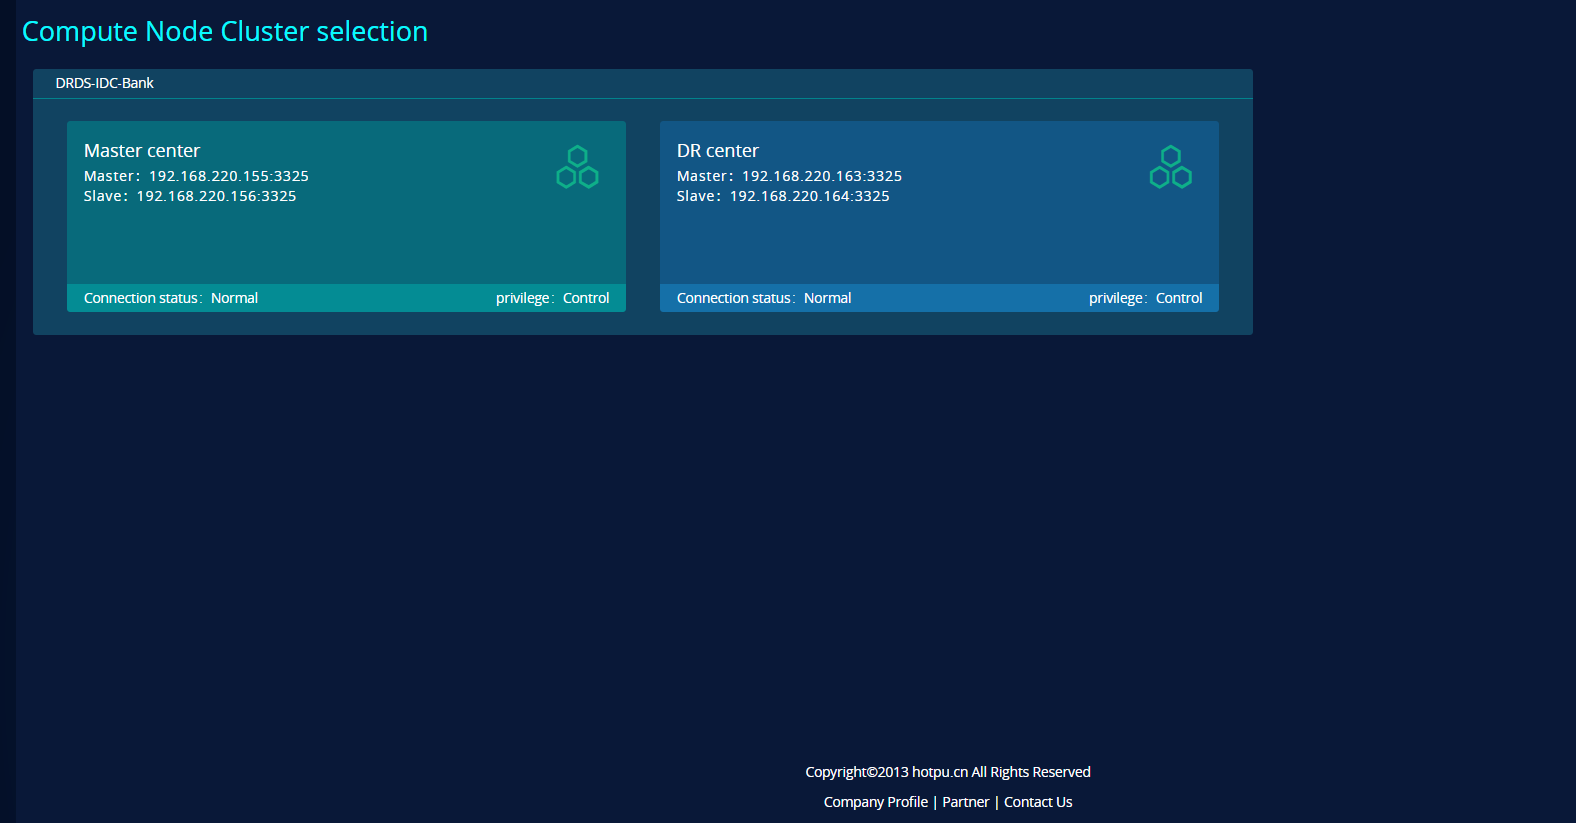 Compute Node Cluster selection
DRDS-IDC-Bank
Master center
Master：192.168.220.155:3325
Slave：192.168.220.156:3325
Connection status：Normal
privilege：Control
DR center
Master：192.168.220.163:3325
Slave：192.168.220.164:3325
Connection status：Normal
privilege：Control
Copyright©2013 hotpu.cn All Rights Reserved
Company Profile | Partner | Contact Us